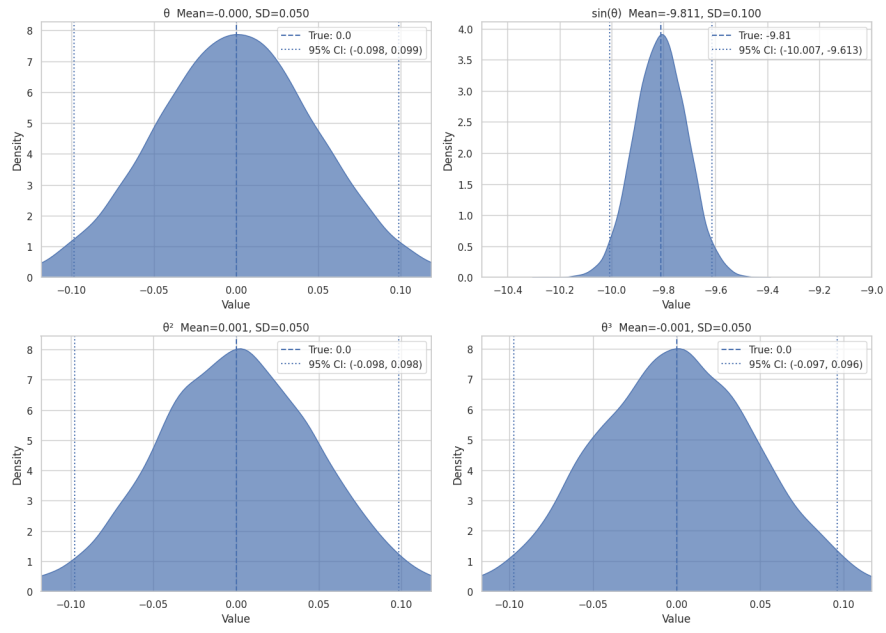 θ  Mean=-0.000, SD=0.050
True: 0.0
95% CI: (-0.098, 0.099)
Density
8
7
6
5
4
3
2
1
0
−0.10
−0.05
0.00
0.05
0.10
Value
sin(θ)  Mean=-9.811, SD=0.100
True: -9.81
95% CI: (-10.007, -9.613)
Density
4.0
3.5
3.0
2.5
2.0
1.5
1.0
0.5
0.0
−10.4
−10.2
−10.0
−9.8
−9.6
−9.4
−9.2
−9.0
Value
θ²  Mean=0.001, SD=0.050
True: 0.0
95% CI: (-0.098, 0.098)
Density
8
7
6
5
4
3
2
1
0
−0.10
−0.05
0.00
0.05
0.10
Value
θ³  Mean=-0.001, SD=0.050
True: 0.0
95% CI: (-0.097, 0.096)
Density
8
7
6
5
4
3
2
1
0
−0.10
−0.05
0.00
0.05
0.10
Value